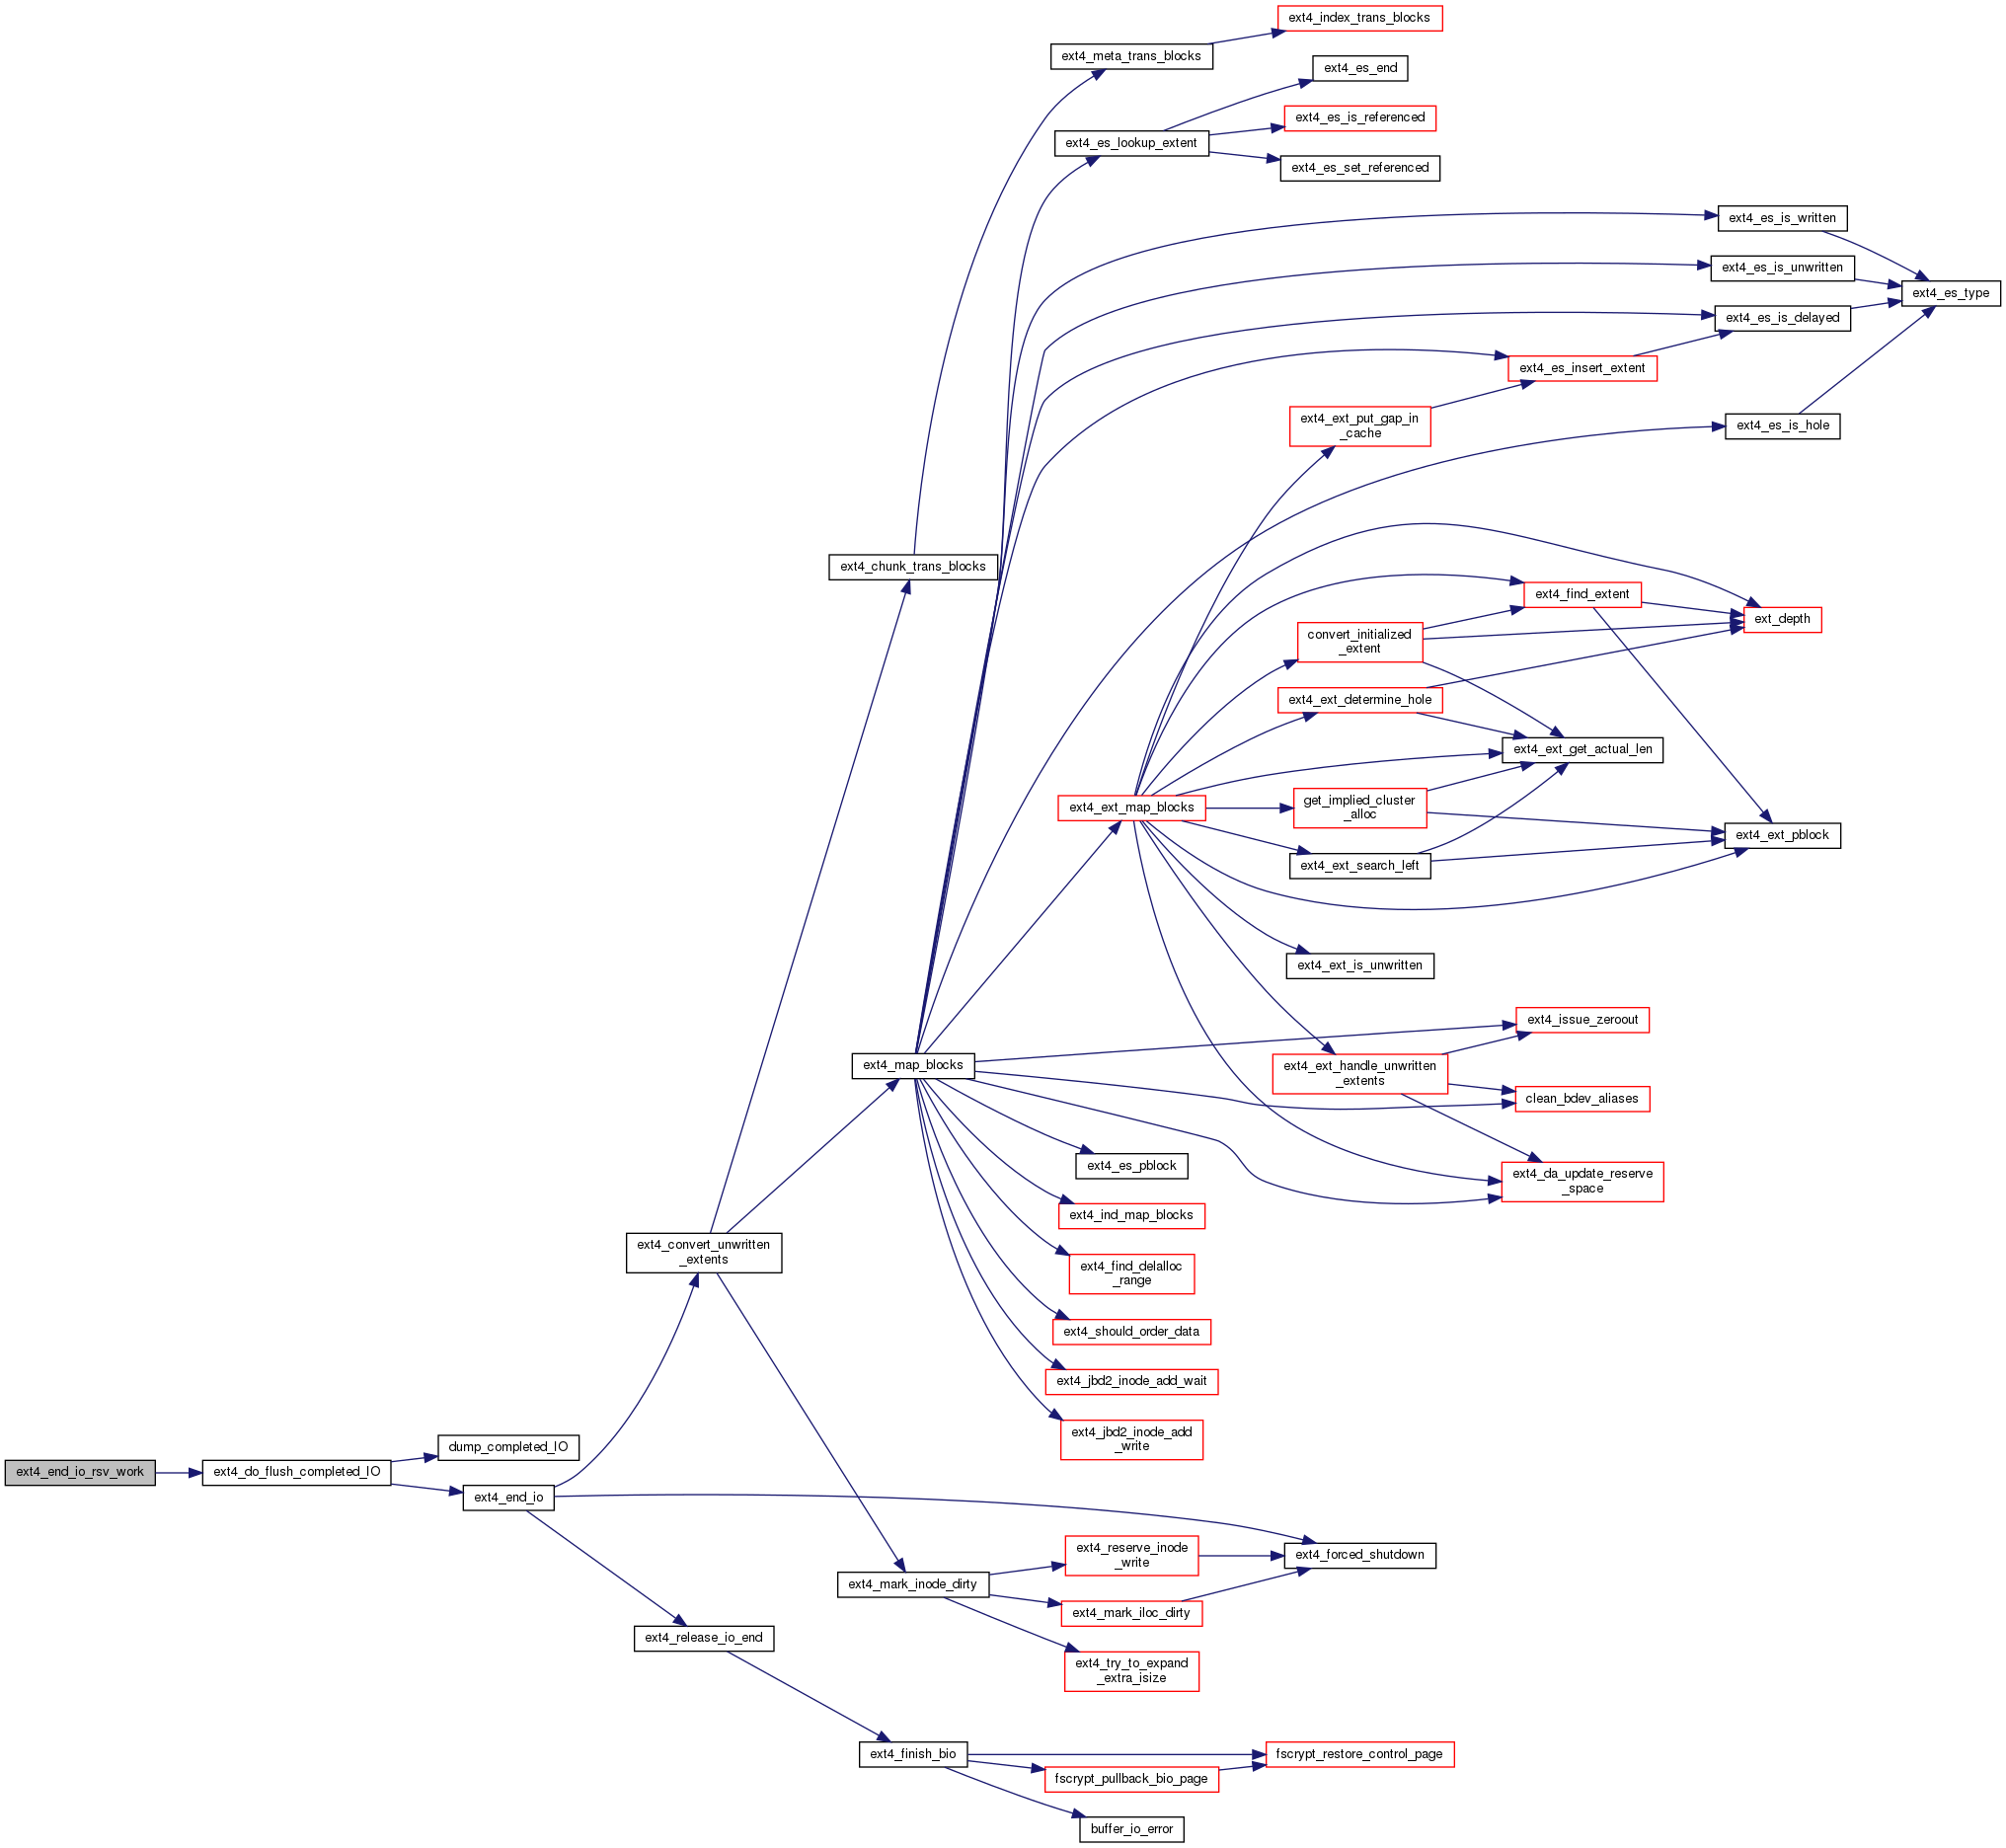 ext4_index_trans_blocks
ext4_meta_trans_blocks
ext4_es_end
ext4_es_is_referenced
ext4_es_lookup_extent
ext4_es_set_referenced
ext4_es_is_written
ext4_es_is_unwritten
ext4_es_type
ext4_es_is_delayed
ext4_es_insert_extent
ext4_ext_put_gap_in
_cache
ext4_es_is_hole
ext4_chunk_trans_blocks
ext4_find_extent
ext_depth
convert_initialized
_extent
ext4_ext_determine_hole
ext4_ext_get_actual_len
ext4_ext_map_blocks
get_implied_cluster
_alloc
ext4_ext_pblock
ext4_ext_search_left
ext4_ext_is_unwritten
ext4_issue_zeroout
ext4_map_blocks
ext4_ext_handle_unwritten
_extents
clean_bdev_aliases
ext4_es_pblock
ext4_da_update_reserve
_space
ext4_ind_map_blocks
ext4_convert_unwritten
_extents
ext4_find_delalloc
_range
ext4_should_order_data
ext4_jbd2_inode_add_wait
ext4_jbd2_inode_add
_write
dump_completed_IO
ext4_end_io_rsv_work
ext4_do_flush_completed_IO
ext4_end_io
ext4_reserve_inode
_write
ext4_forced_shutdown
ext4_mark_inode_dirty
ext4_mark_iloc_dirty
ext4_release_io_end
ext4_try_to_expand
_extra_isize
ext4_finish_bio
fscrypt_restore_control_page
fscrypt_pullback_bio_page
buffer_io_error